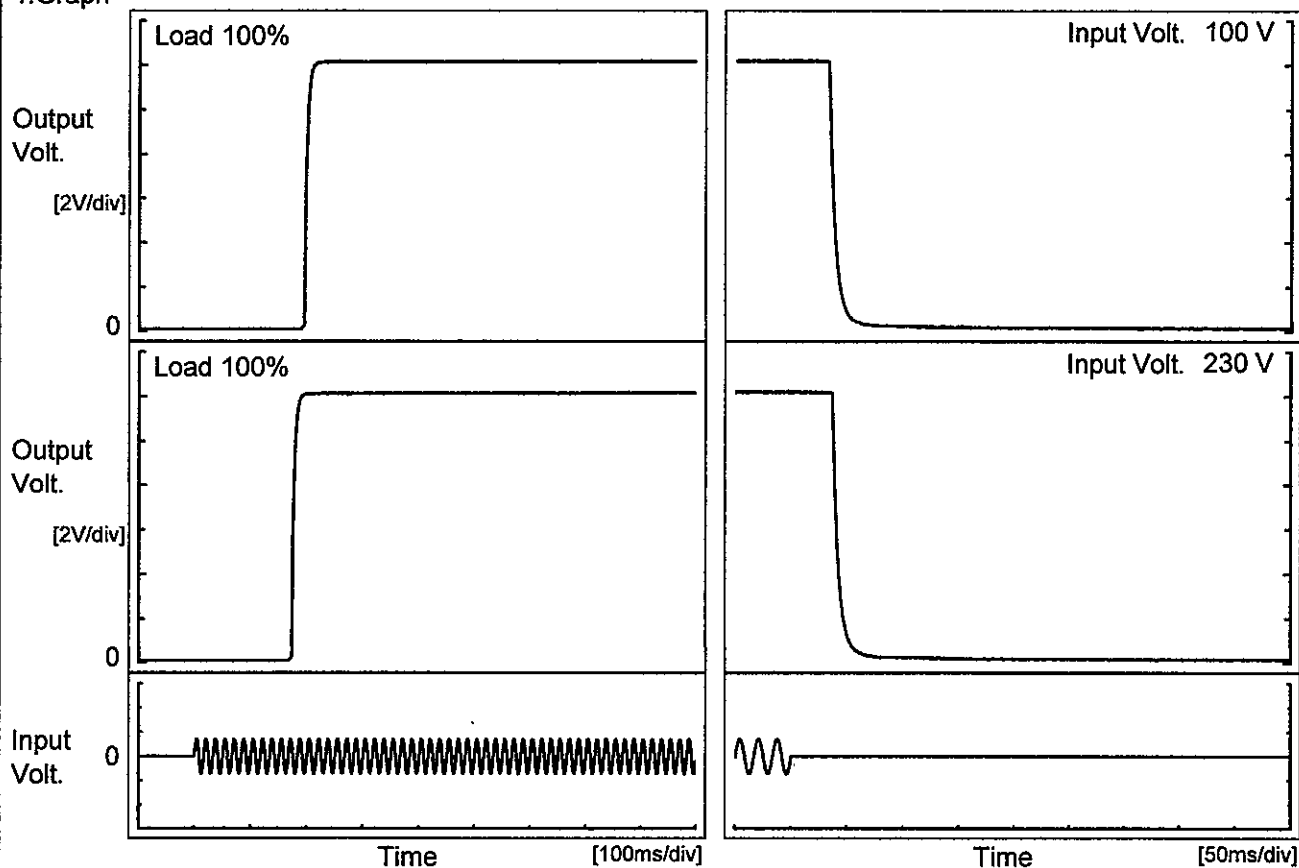 Load 100%
Input Volt. 100 V
Output
Volt.
[2V/div]
0
Load 100%
Input Volt. 230 V
Output
Volt.
[2V/div]
0
Input
Volt.
0
Time
[100ms/div]
Time
[50ms/div]